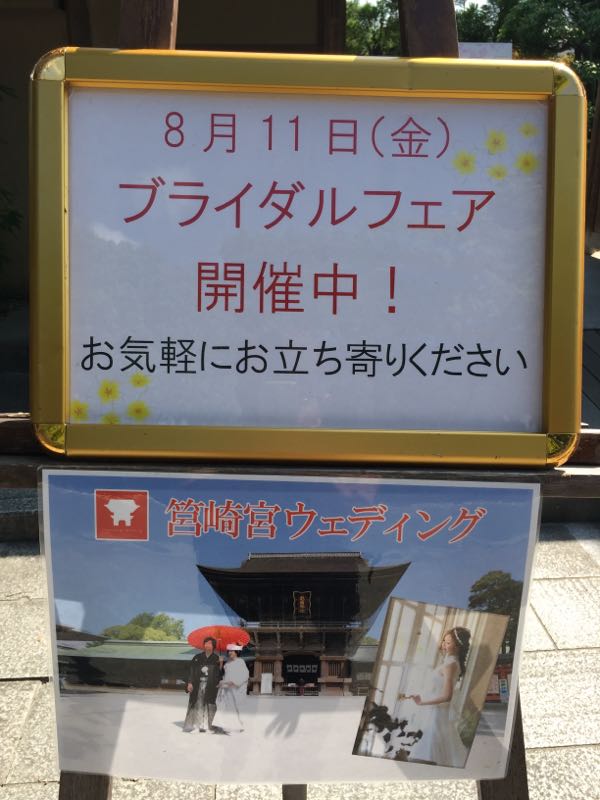 8月11日(金)
ブライダルフェア
開催中!
お気軽にお立ち寄りください
筥崎宮ウェディング